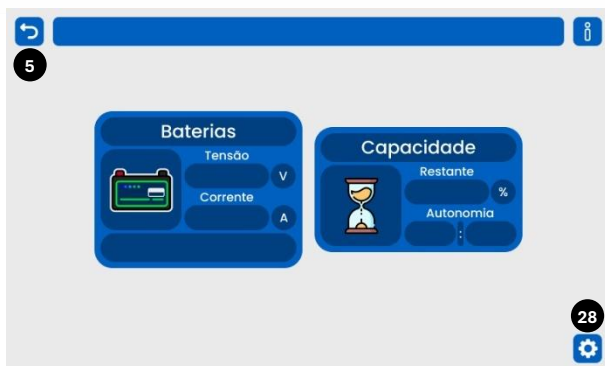 5
Baterias
Tensão
V
Corrente
A
Capacidade
Restante
%
Autonomia
:
28